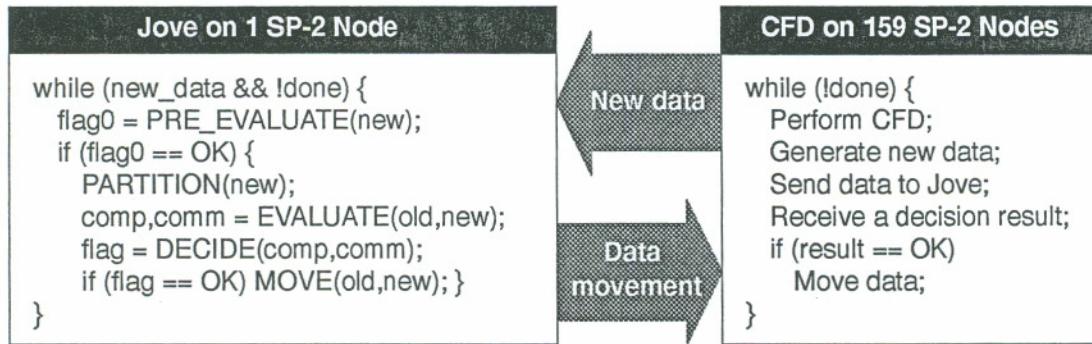 Jove on 1 SP-2 Node
while (new_data && !done) {
flag0 = PRE_EVALUATE(new);
if (flag0 == OK) {
PARTITION(new);
comp,comm = EVALUATE(old,new);
flag = DECIDE(comp,comm);
if (flag == OK) MOVE(old,new); }
}
New data
Data
movement
CFD on 159 SP-2 Nodes
while (!done) {
Perform CFD;
Generate new data;
Send data to Jove;
Receive a decision result;
if (result == OK)
Move data;
}